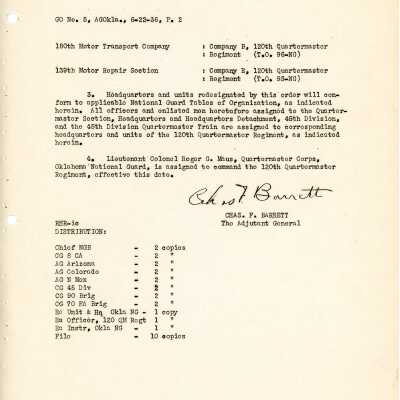 GO No. 5, AGOkla., 6-22-36, P. 2
180th Motor Transport Company : Company B, 120th Quartermaster
: Regiment (T.O. 96-NG)
139th Motor Repair Section : Company E, 120th Quartermaster
: Regiment (T.O. 55-NG)
3. Headquarters and units redesignated by this order will con-
form to applicable National Guard Tables of Organization, as indicated
herein. All officers and enlisted men heretofore assigned to the Quarter-
master Section, Headquarters and Headquarters Detachment, 45th Division,
and the 45th Division Quartermaster Train are assigned to corresponding
headquarters and units of the 120th Quartermaster Regiment, as indicated
herein.
4. Lieutenant Colonel Roger G. Maus, Quartermaster Corps,
Oklahoma National Guard, is assigned to command the 120th Quartermaster
Regiment, effective this date.
Chas. F. Barrett
CHAS. F. BARRETT
The Adjutant General
DISTRIBUTION:
Chief NGB - 2 copies
CG 8 CA - 2 "
AG Arizona - 2 "
AG Colorado - 2 "
AG N Mex - 2 "
CG 45 Div - 2 "
CG 90 Brig - 2 "
CG 70 FA Brig - 2 "
Ea Unit & Hq Okla NG - 1 copy
Ea Officer, 120 QM Regt 1 "
Ea Instr, Okla NG - 1 "
File - 10 copies